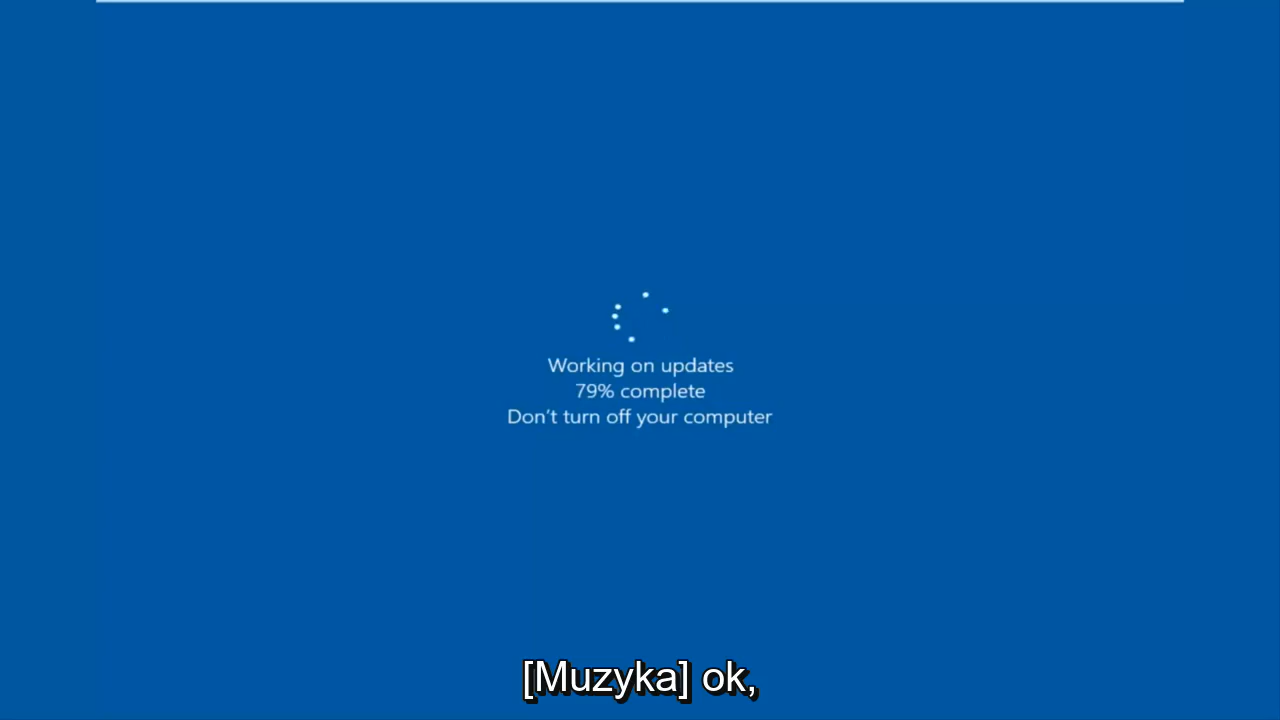 Working on updates
79% complete
Don't turn off your computer
[Muzyka] ok,